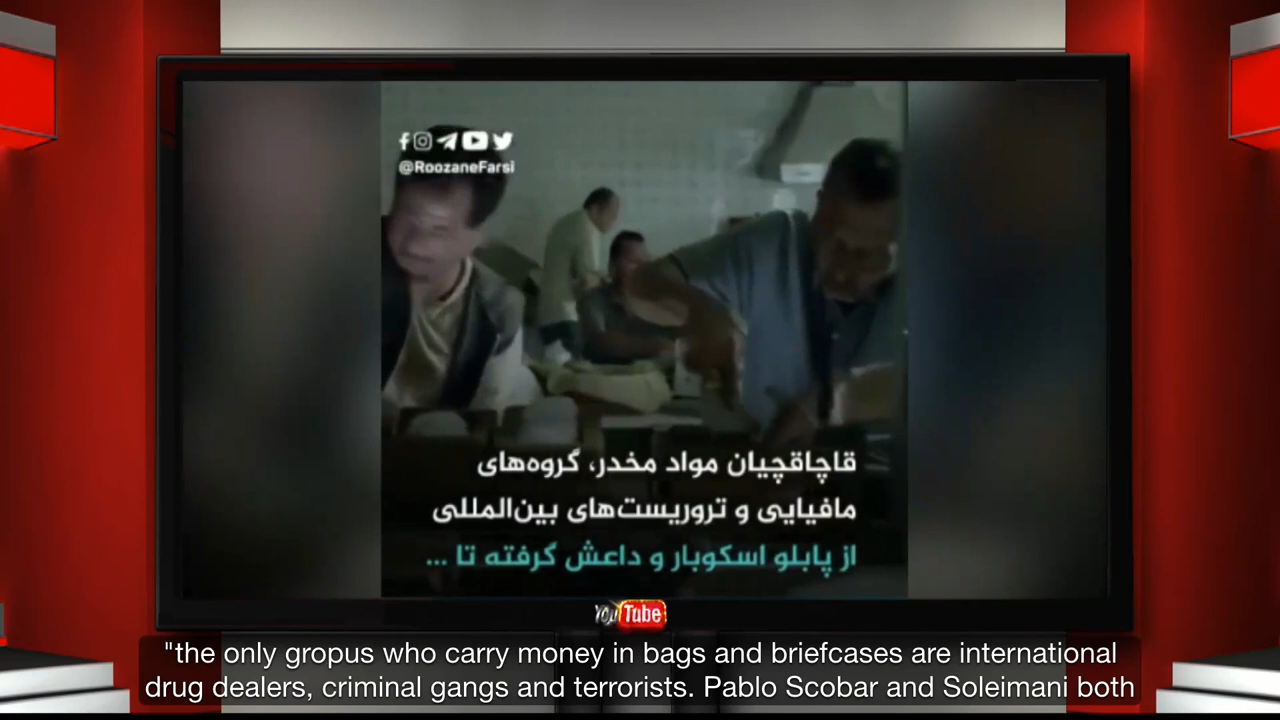 @RoozaneFarsi
قاچاقچیان مواد مخدر، گروه‌های
مافیایی و تروریست‌های بین‌المللی
از پابلو اسکوبار و داعش گرفته تا ...
YouTube
"the only gropus who carry money in bags and briefcases are international
drug dealers, criminal gangs and terrorists. Pablo Scobar and Soleimani both